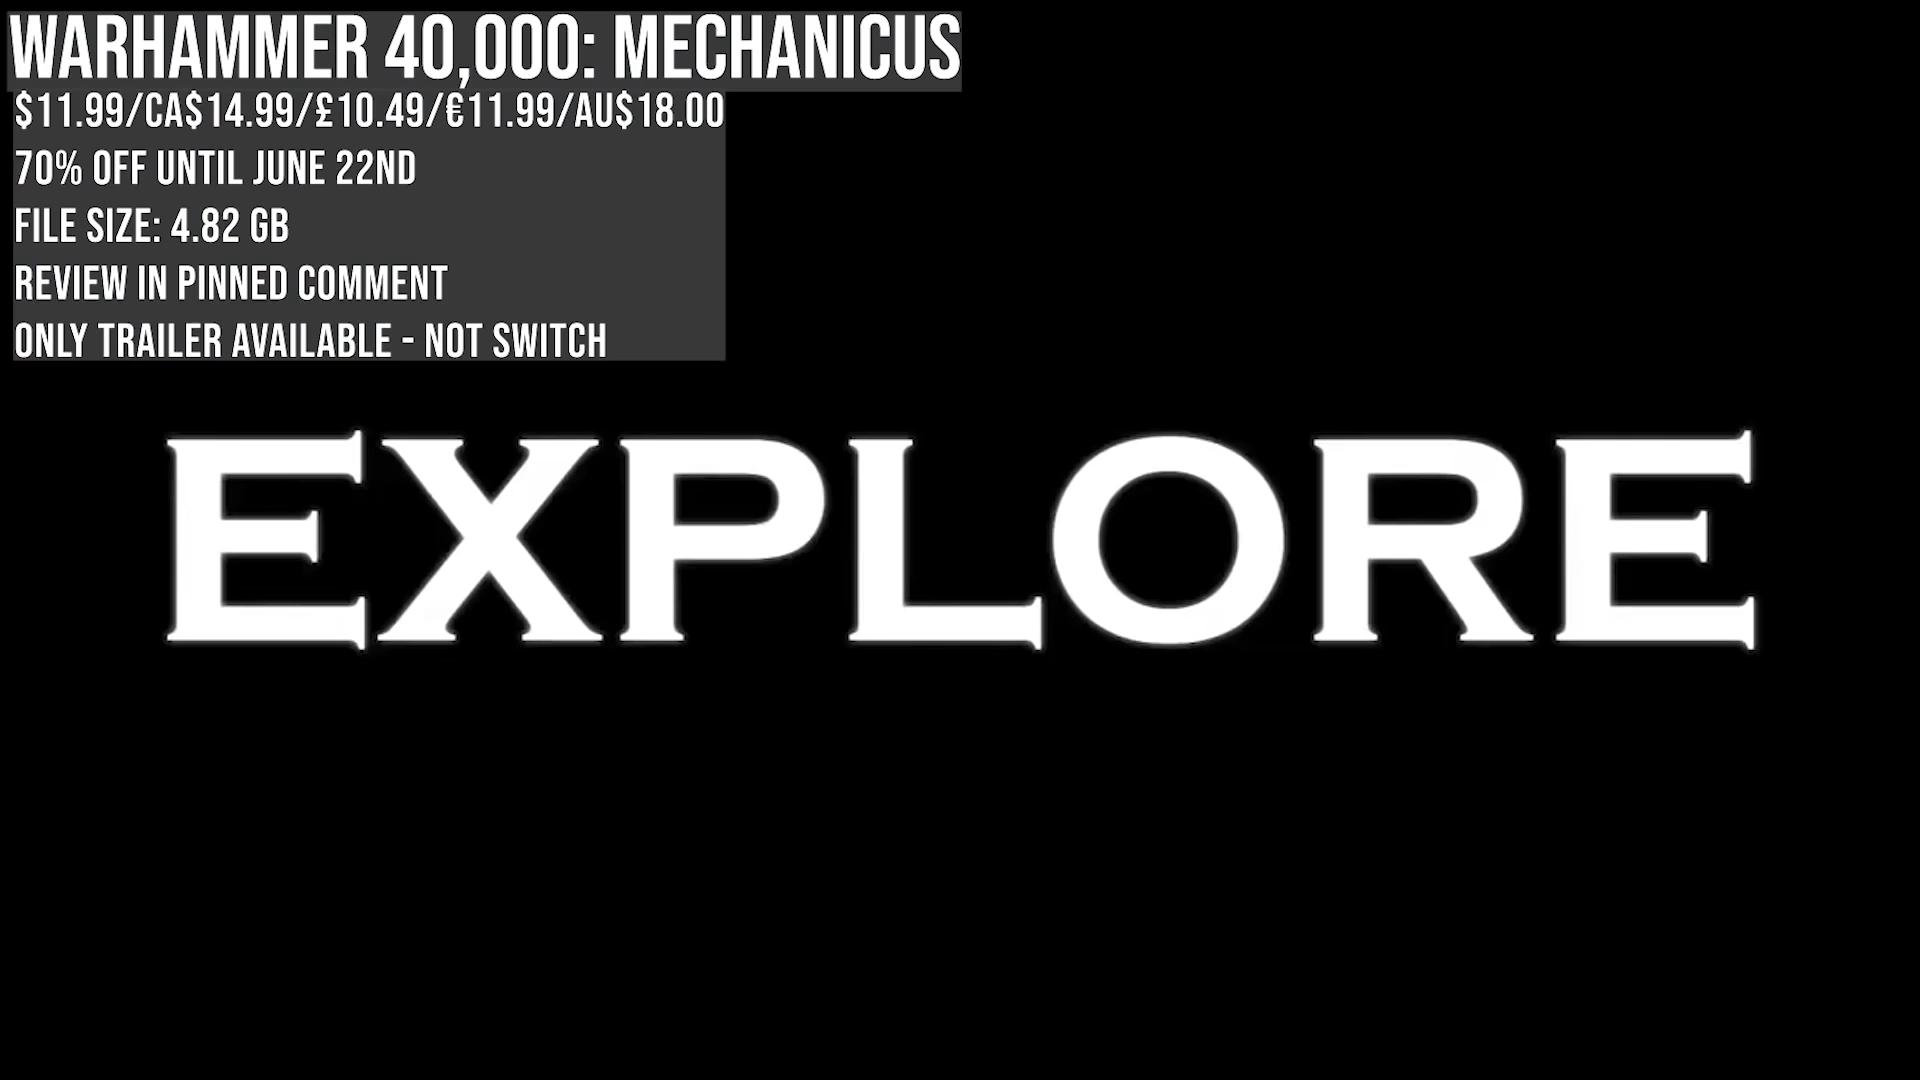 WARHAMMER 40,000: MECHANICUS
$11.99/CA$14.99/£10.49/€11.99/AU$18.00
70% OFF UNTIL JUNE 22ND
FILE SIZE: 4.82 GB
REVIEW IN PINNED COMMENT
ONLY TRAILER AVAILABLE - NOT SWITCH
EXPLORE